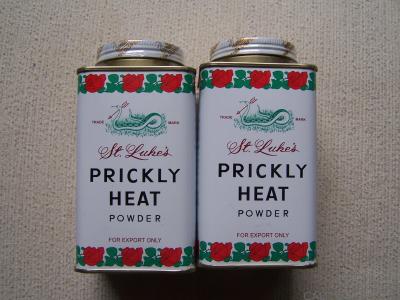 TRADE MARK
St. Luke's
PRICKLY
HEAT
POWDER
FOR EXPORT ONLY
TRADE MARK
St. Luke's
PRICKLY
HEAT
POWDER
FOR EXPORT ONLY